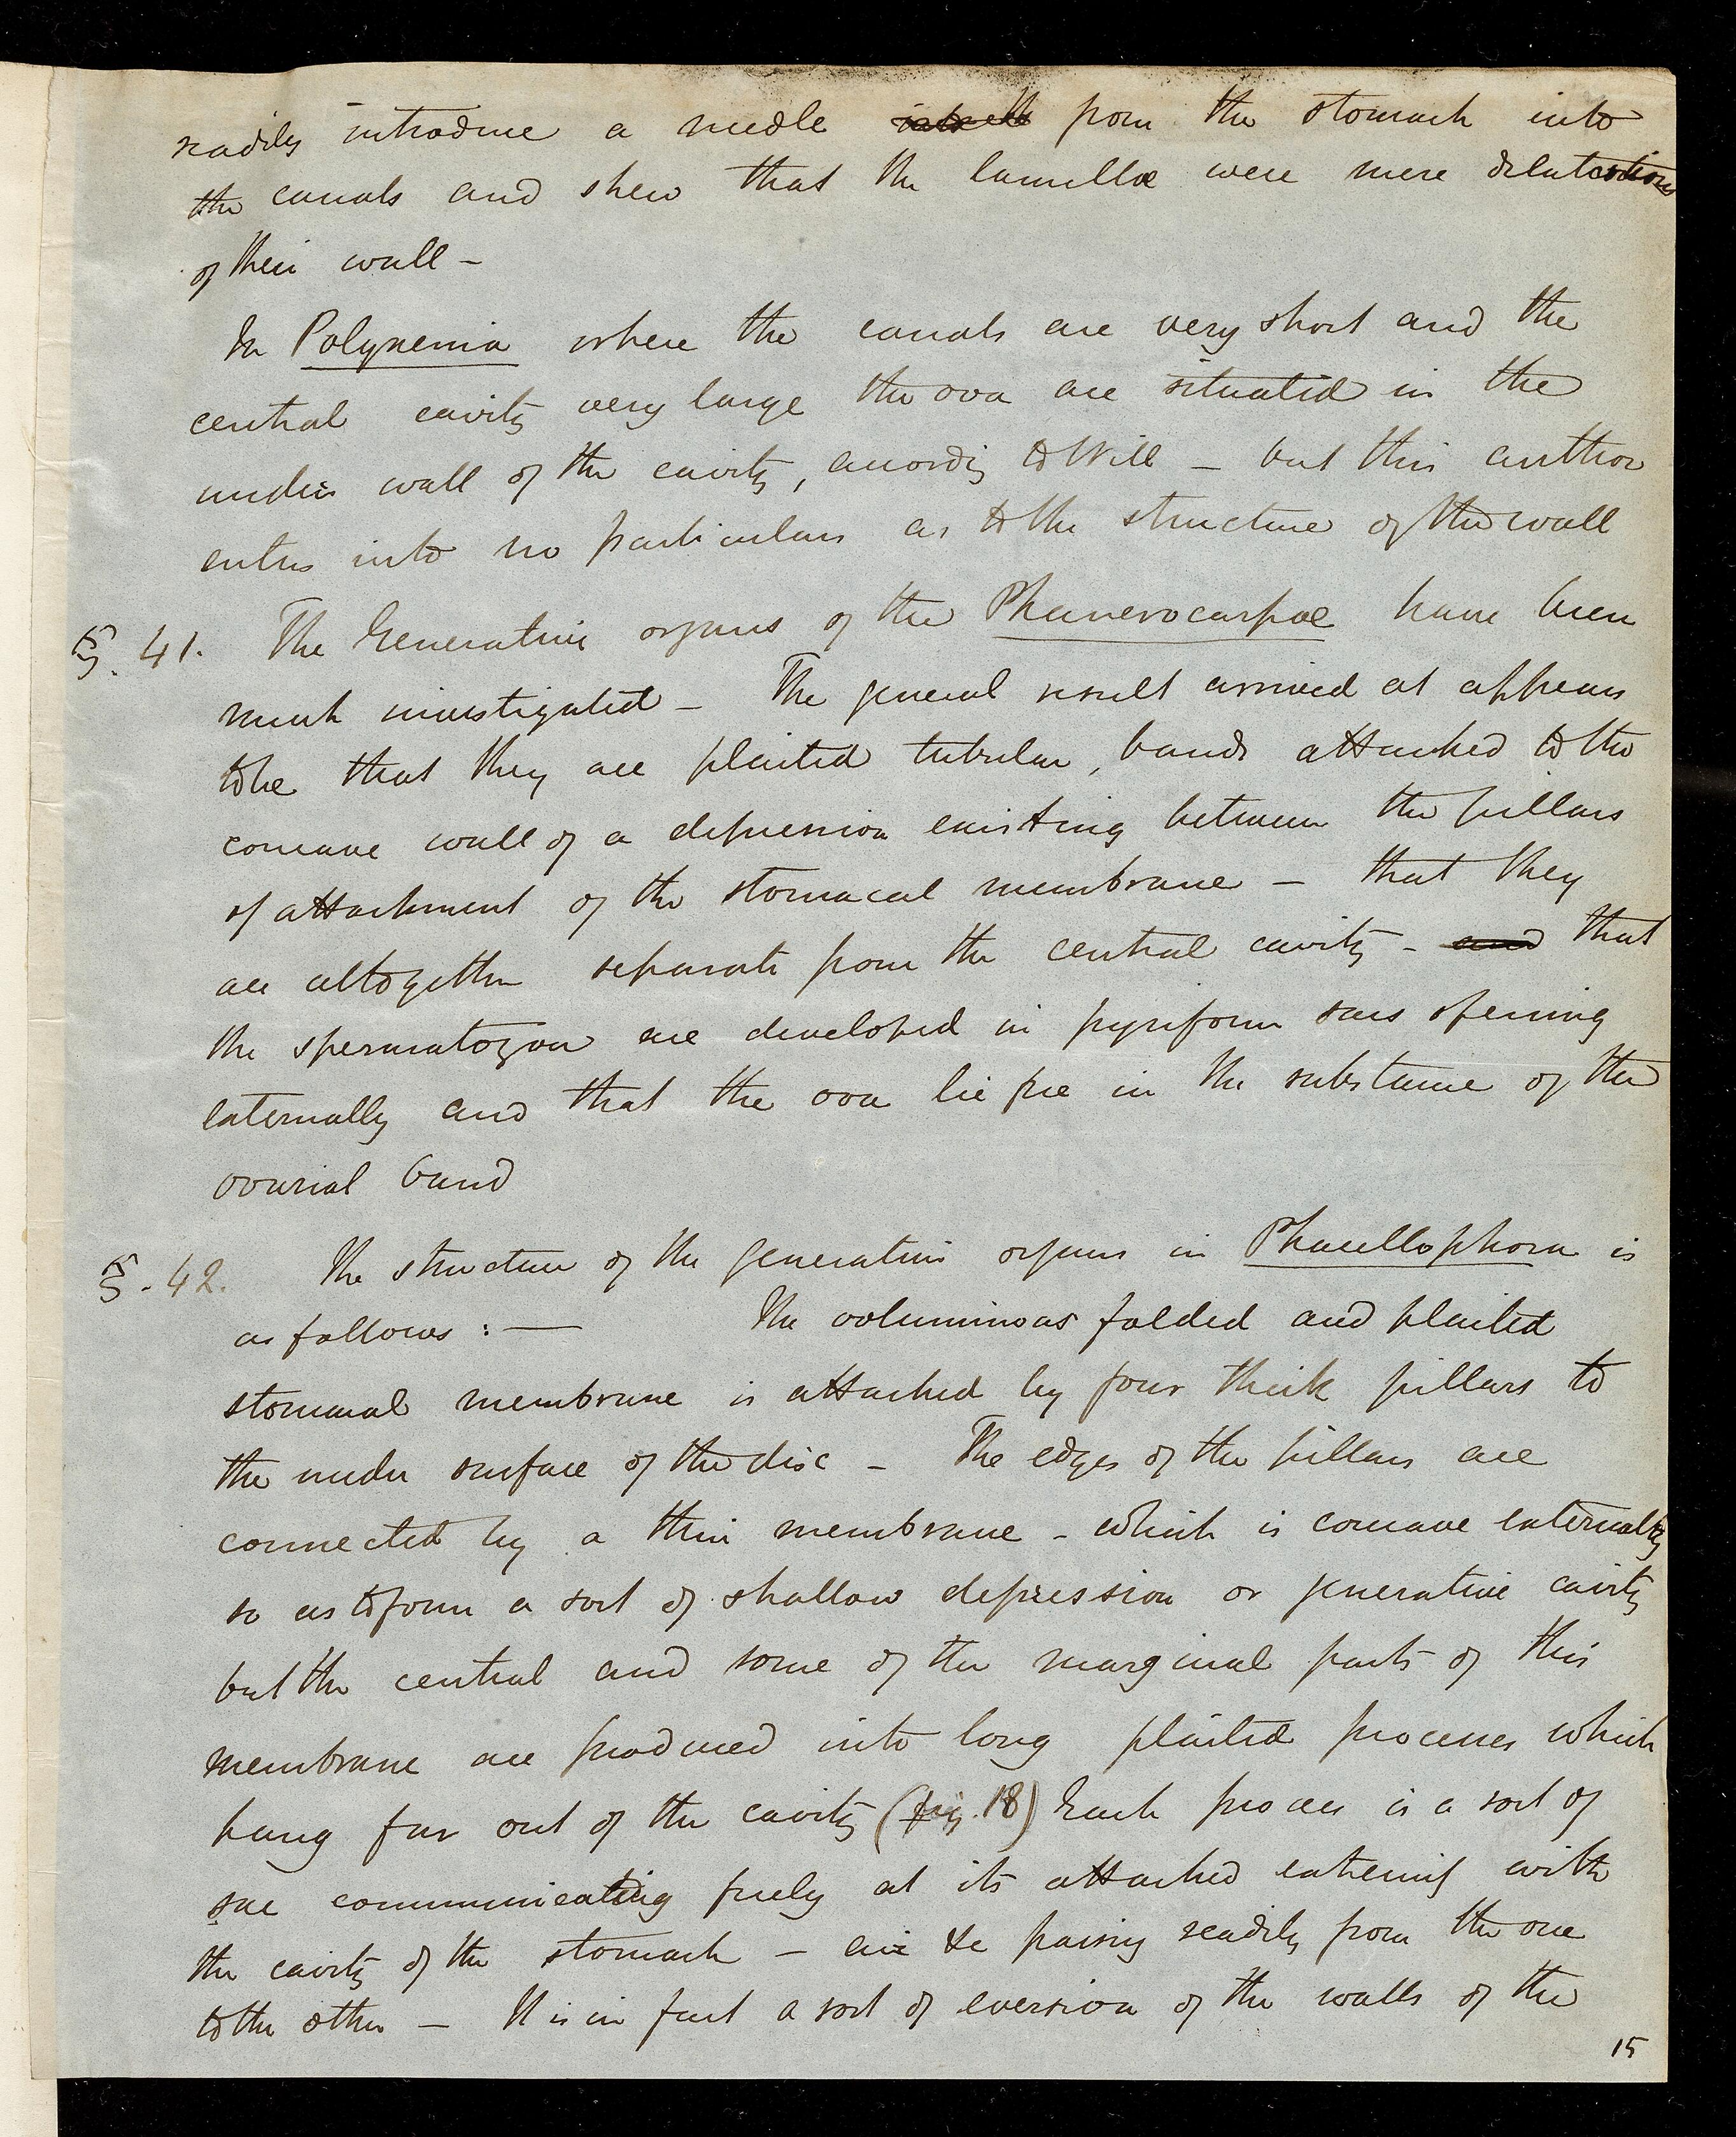 readily introduce a needle from the stomach into
the canals and shew that the lamellæ were mere dilatations
of their wall –
In Polyxenia where the canals are very short and the
central cavity very large the ova are situated in the
under wall of the cavity, according to Will – but this author
enters into no particulars as to the structure of the wall
§. 41. The Generative organs of the Phanerocarpæ have been
much investigated – The general result arrived at appears
to be that they are plaited tubular, bands attached to the
concave wall of a depression existing between the pillars
of attachment of the stomacal membrane – that they
are altogether separate from the central cavity – and that
the spermatozoa are developed in pyriform sacs opening
externally and that the ova lie free in the substance of the
ovarial band
§. 42. The structure of the generative organs in Phacellophora is
as follows : — The voluminous folded and plaited
stomacal membrane is attached by four thick pillars to
the under surface of the disc – The edges of the pillars are
connected by a thin membrane – which is concave externally
so as to form a sort of shallow depression or generative cavity
but the central and some of the marginal parts of this
membrane are produced into long plaited processes which
hang far out of the cavity (fig. 18) Each process is a sort of
sac communicating freely at its attached extremity with
the cavity of the stomach – air &c passing readily from the one
to the other – It is in fact a sort of eversion of the walls of the
15